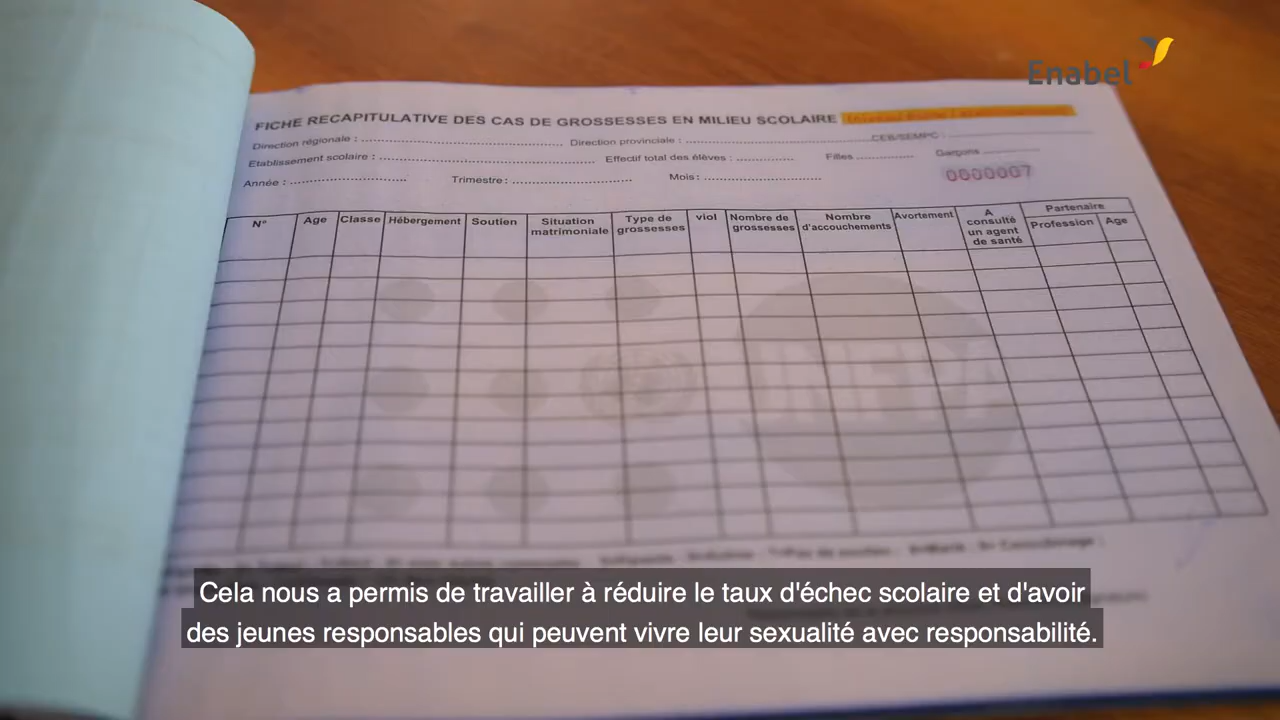 Enabel
FICHE RECAPITULATIVE DES CAS DE GROSSESSES EN MILIEU SCOLAIRE
Direction régionale : Direction provinciale : CEB/SEMPC :
Etablissement scolaire : Effectif total des élèves : Filles Garçons
Année : Trimestre : Mois : 0000007
N° Age Classe Hébergement Soutien Situation matrimoniale Type de grossesses viol Nombre de grossesses Nombre d'accouchements Avortement A consulté un agent de santé Partenaire Profession Age
UNFPA
Cela nous a permis de travailler à réduire le taux d'échec scolaire et d'avoir
des jeunes responsables qui peuvent vivre leur sexualité avec responsabilité.